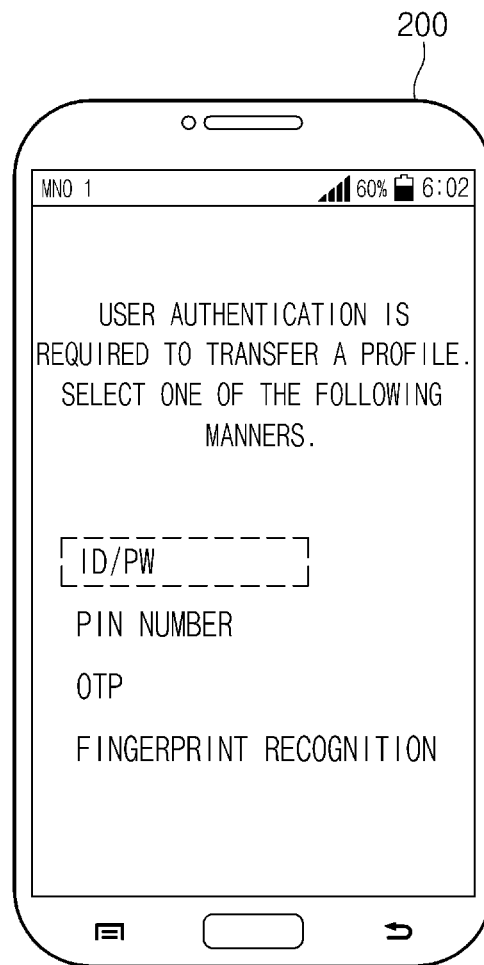 200
MNO 1 60% 6:02
USER AUTHENTICATION IS
REQUIRED TO TRANSFER A PROFILE.
SELECT ONE OF THE FOLLOWING
MANNERS.
ID/PW
PIN NUMBER
OTP
FINGERPRINT RECOGNITION